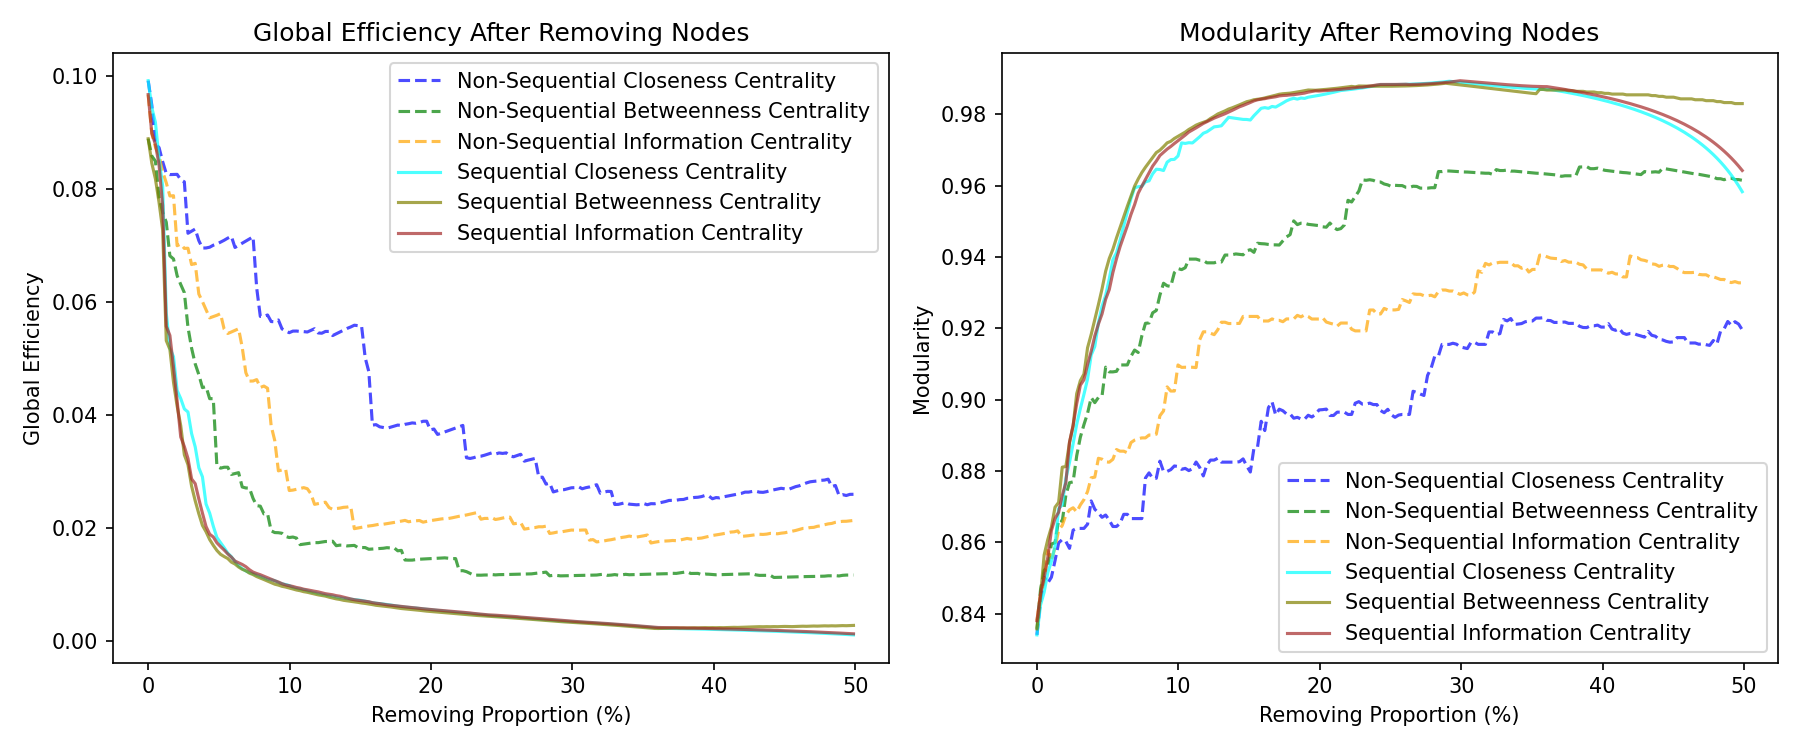 Global Efficiency After Removing Nodes
Global Efficiency
0.10
0.08
0.06
0.04
0.02
0.00
Non-Sequential Closeness Centrality
Non-Sequential Betweenness Centrality
Non-Sequential Information Centrality
Sequential Closeness Centrality
Sequential Betweenness Centrality
Sequential Information Centrality
0 10 20 30 40 50
Removing Proportion (%)
Modularity After Removing Nodes
Modularity
0.98
0.96
0.94
0.92
0.90
0.88
0.86
0.84
Non-Sequential Closeness Centrality
Non-Sequential Betweenness Centrality
Non-Sequential Information Centrality
Sequential Closeness Centrality
Sequential Betweenness Centrality
Sequential Information Centrality
0 10 20 30 40 50
Removing Proportion (%)